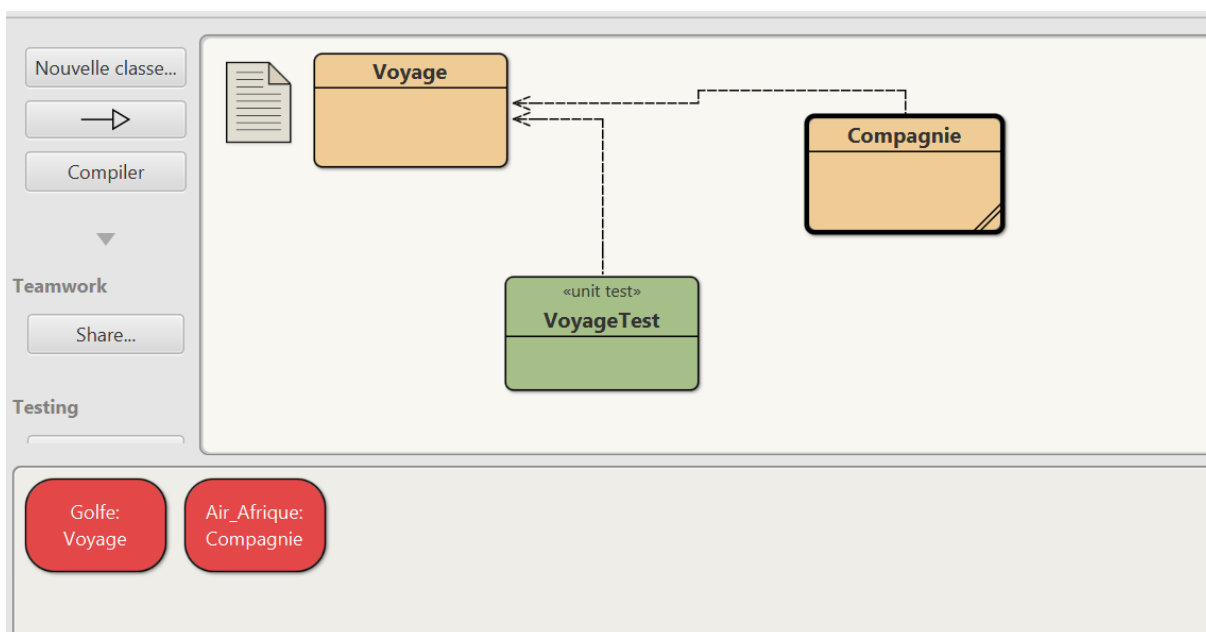 Nouvelle classe...
Compiler
Teamwork
Share...
Testing
Voyage
Compagnie
«unit test»
VoyageTest
Golfe:
Voyage
Air_Afrique:
Compagnie